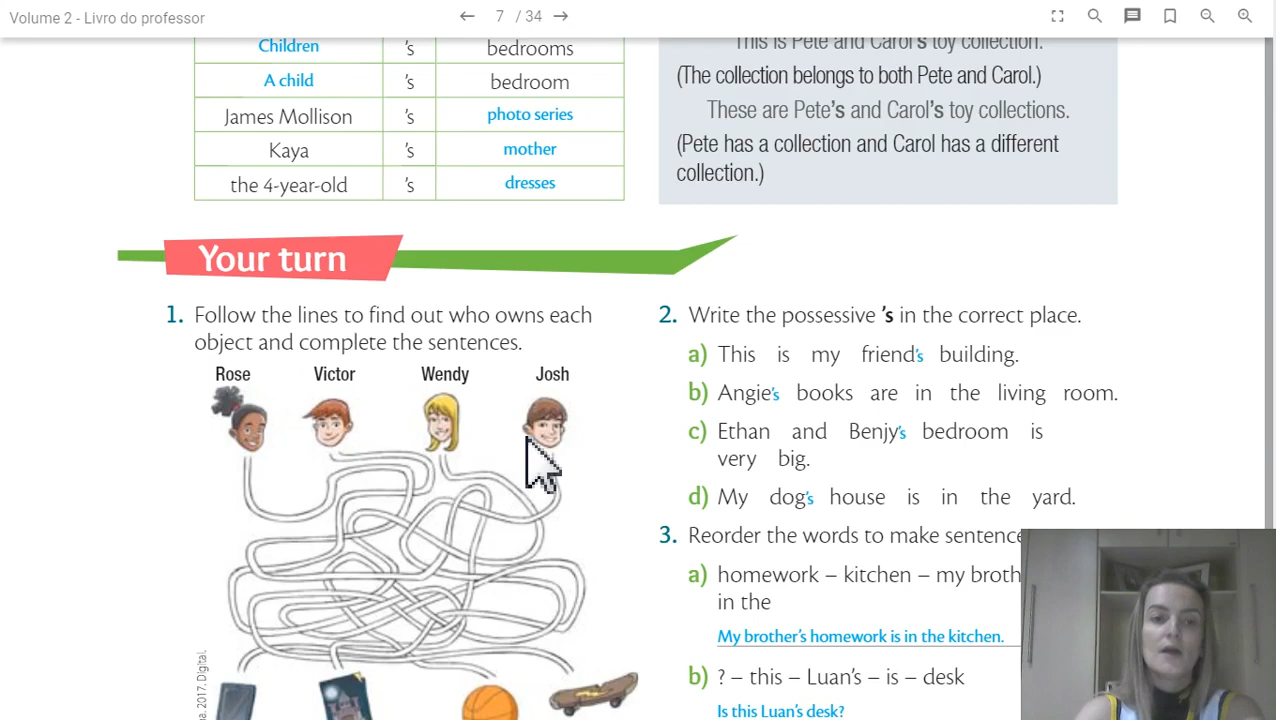 Volume 2 - Livro do professor
7 / 34
Children 's bedrooms
A child 's bedroom
James Mollison 's photo series
Kaya 's mother
the 4-year-old 's dresses
This is Pete and Carol's toy collection.
(The collection belongs to both Pete and Carol.)
These are Pete's and Carol's toy collections.
(Pete has a collection and Carol has a different
collection.)
Your turn
1. Follow the lines to find out who owns each
object and complete the sentences.
Rose Victor Wendy Josh
2. Write the possessive 's in the correct place.
a) This is my friend's building.
b) Angie's books are in the living room.
c) Ethan and Benjy's bedroom is
very big.
d) My dog's house is in the yard.
3. Reorder the words to make sentence
a) homework – kitchen – my broth
in the
My brother's homework is in the kitchen.
b) ? – this – Luan's – is – desk
Is this Luan's desk?
2017. Digital.